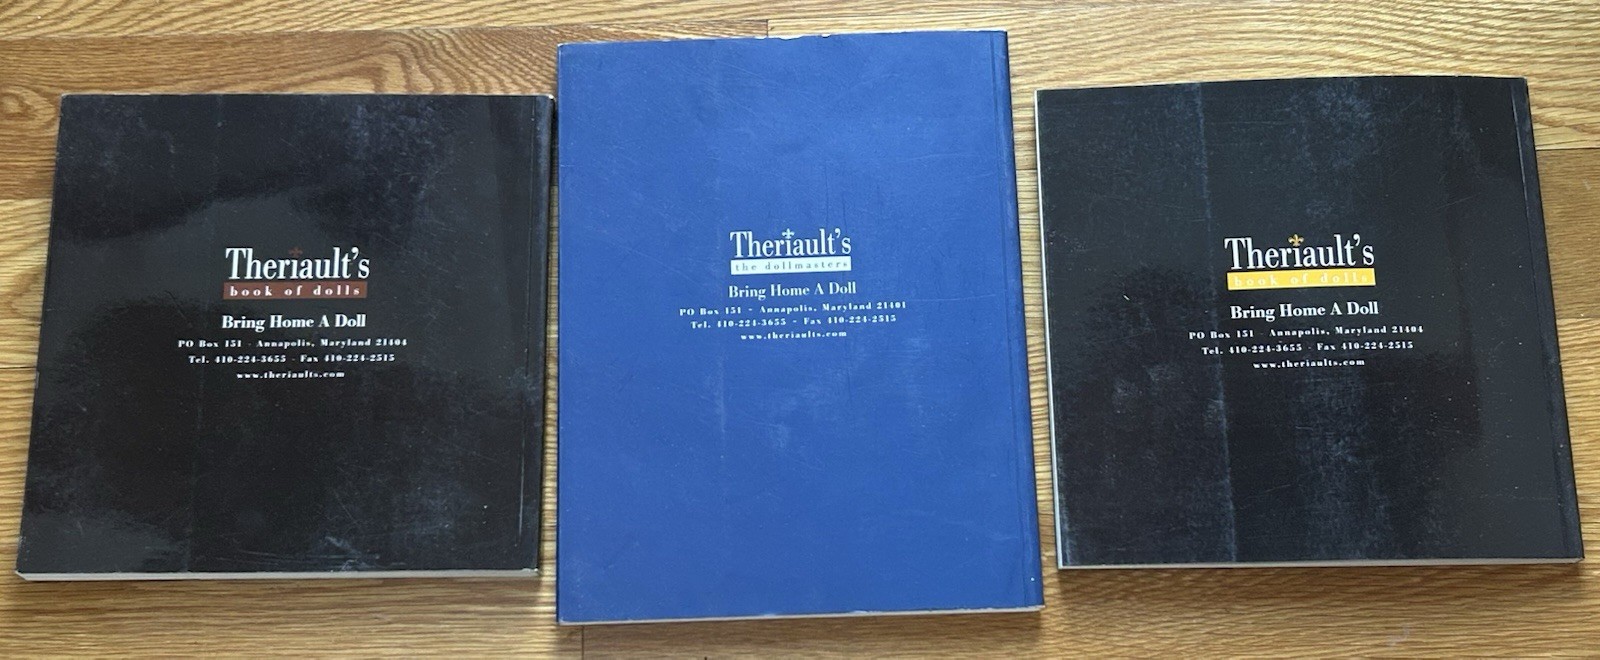 Theriault's
book of dolls
Bring Home A Doll
PO Box 151 - Annapolis, Maryland 21404
Tel. 410-224-3655 - Fax 410-224-2515
www.theriaults.com
Theriault's
the dollmasters
Bring Home A Doll
PO Box 151 - Annapolis, Maryland 21401
Tel. 410-224-3655 - Fax 410-224-2515
www.theriaults.com
Theriault's
book of dolls
Bring Home A Doll
PO Box 151 - Annapolis, Maryland 21404
Tel. 410-224-3655 - Fax 410-224-2515
www.theriaults.com